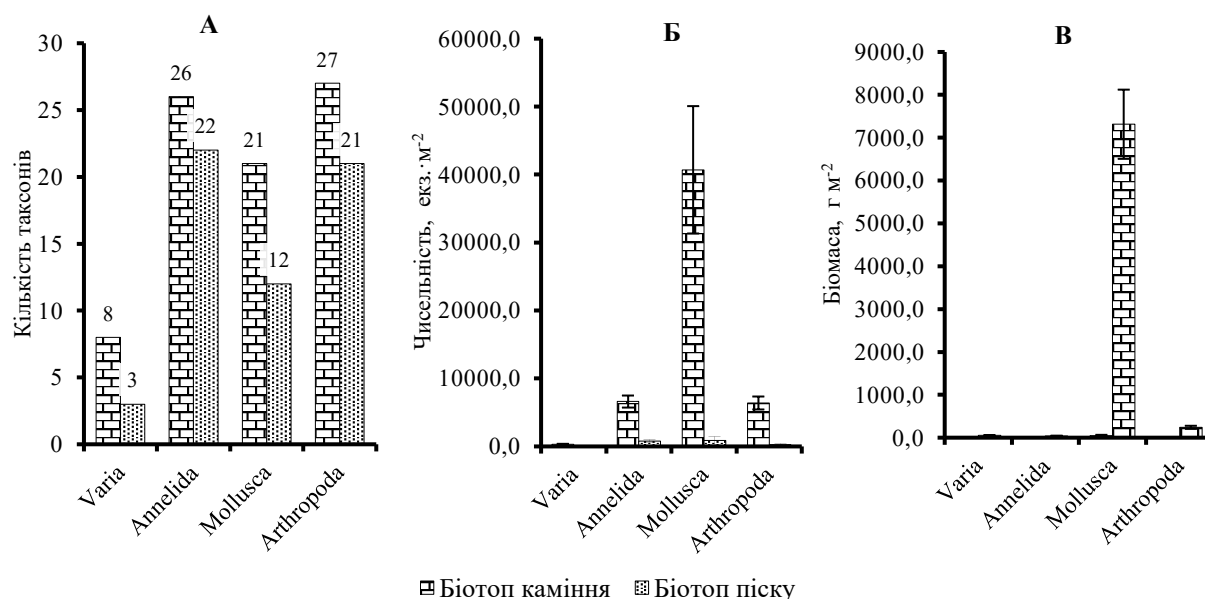 А
Кількість таксонів
30
25
20
15
10
5
0
8
3
26
22
21
12
27
21
Varia
Annelida
Mollusca
Arthropoda
Б
Чисельність, екз.·м-2
60000,0
50000,0
40000,0
30000,0
20000,0
10000,0
0,0
Varia
Annelida
Mollusca
Arthropoda
В
Біомаса, г м-2
9000,0
8000,0
7000,0
6000,0
5000,0
4000,0
3000,0
2000,0
1000,0
0,0
Varia
Annelida
Mollusca
Arthropoda
Біотоп каміння Біотоп піску